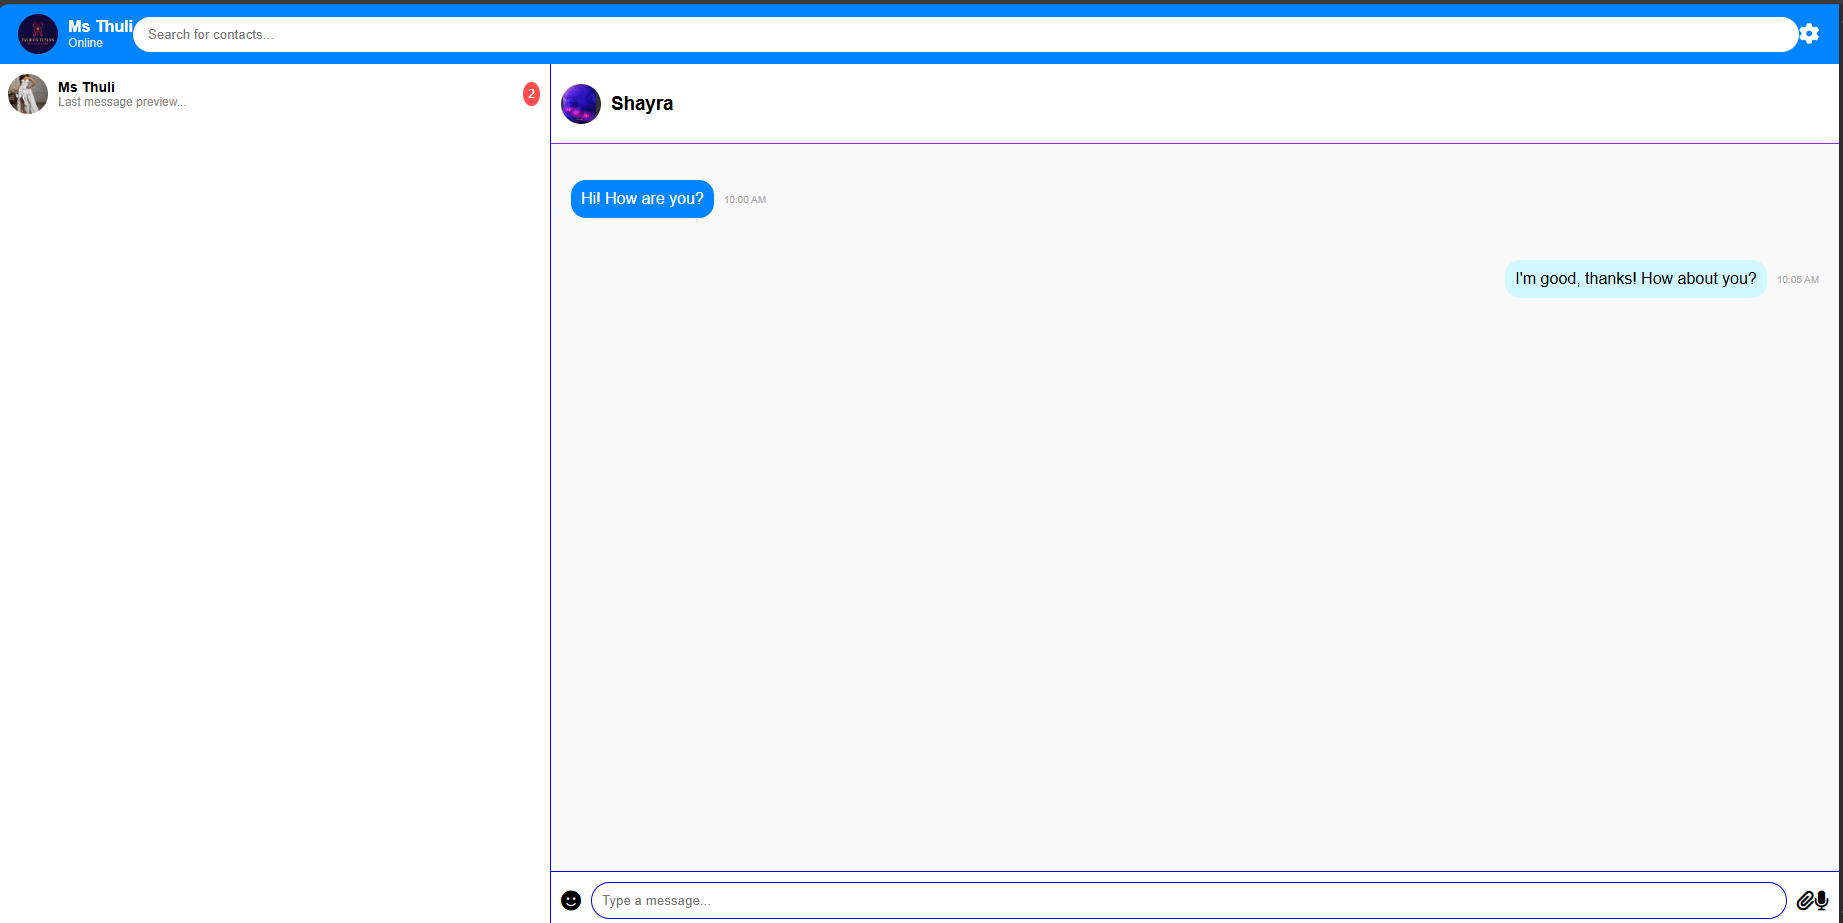 Ms Thuli
Online
Search for contacts...
Ms Thuli
Last message preview...
2
Shayra
Hi! How are you?
10:00 AM
I'm good, thanks! How about you?
10:05 AM
Type a message...